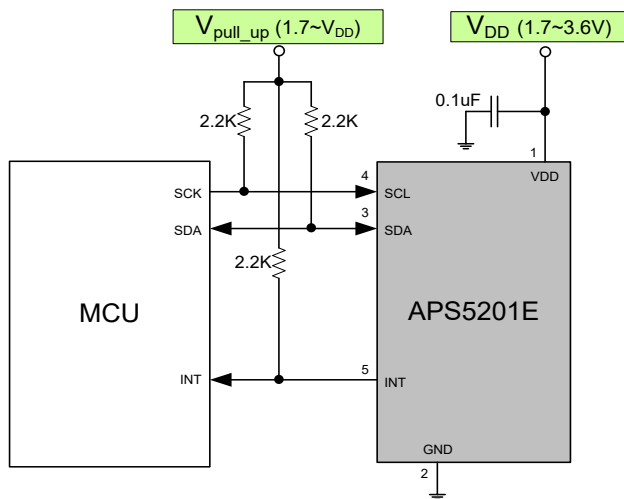 Vpull_up (1.7~VDD)
VDD (1.7~3.6V)
0.1uF
2.2K
2.2K
1
VDD
4
SCK
SCL
3
SDA
SDA
2.2K
MCU
APS5201E
5
INT
INT
GND
2